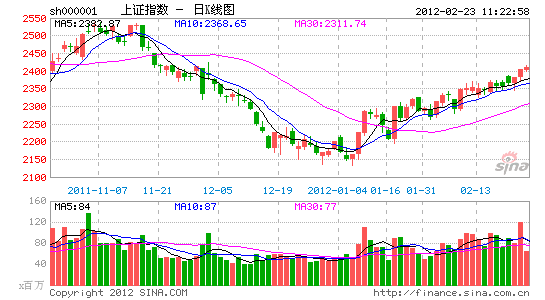 sh000001 上证指数 - 日K线图 2012-02-23 11:22:58
MA5:2382.87 MA10:2368.65 MA30:2311.74
2550
2500
2450
2400
2350
2300
2250
2200
2150
2100
sina
2011-11-07 11-21 12-05 12-19 2012-01-04 01-16 01-31 02-13
MA5:84 MA10:87 MA30:77
160
120
80
40
x百万
Copyright 2012 SINA.COM http://finance.sina.com.cn